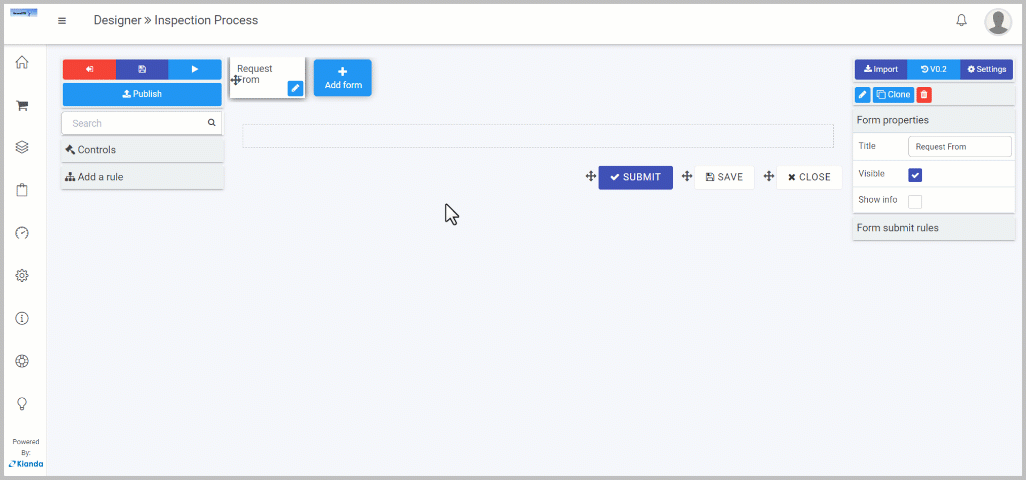 Designer » Inspection Process
Publish
Search
Controls
Add a rule
Request
From
Add form
SUBMIT
SAVE
CLOSE
Import
V0.2
Settings
Clone
Form properties
Title
Request From
Visible
Show info
Form submit rules
Powered
By:
Kianda